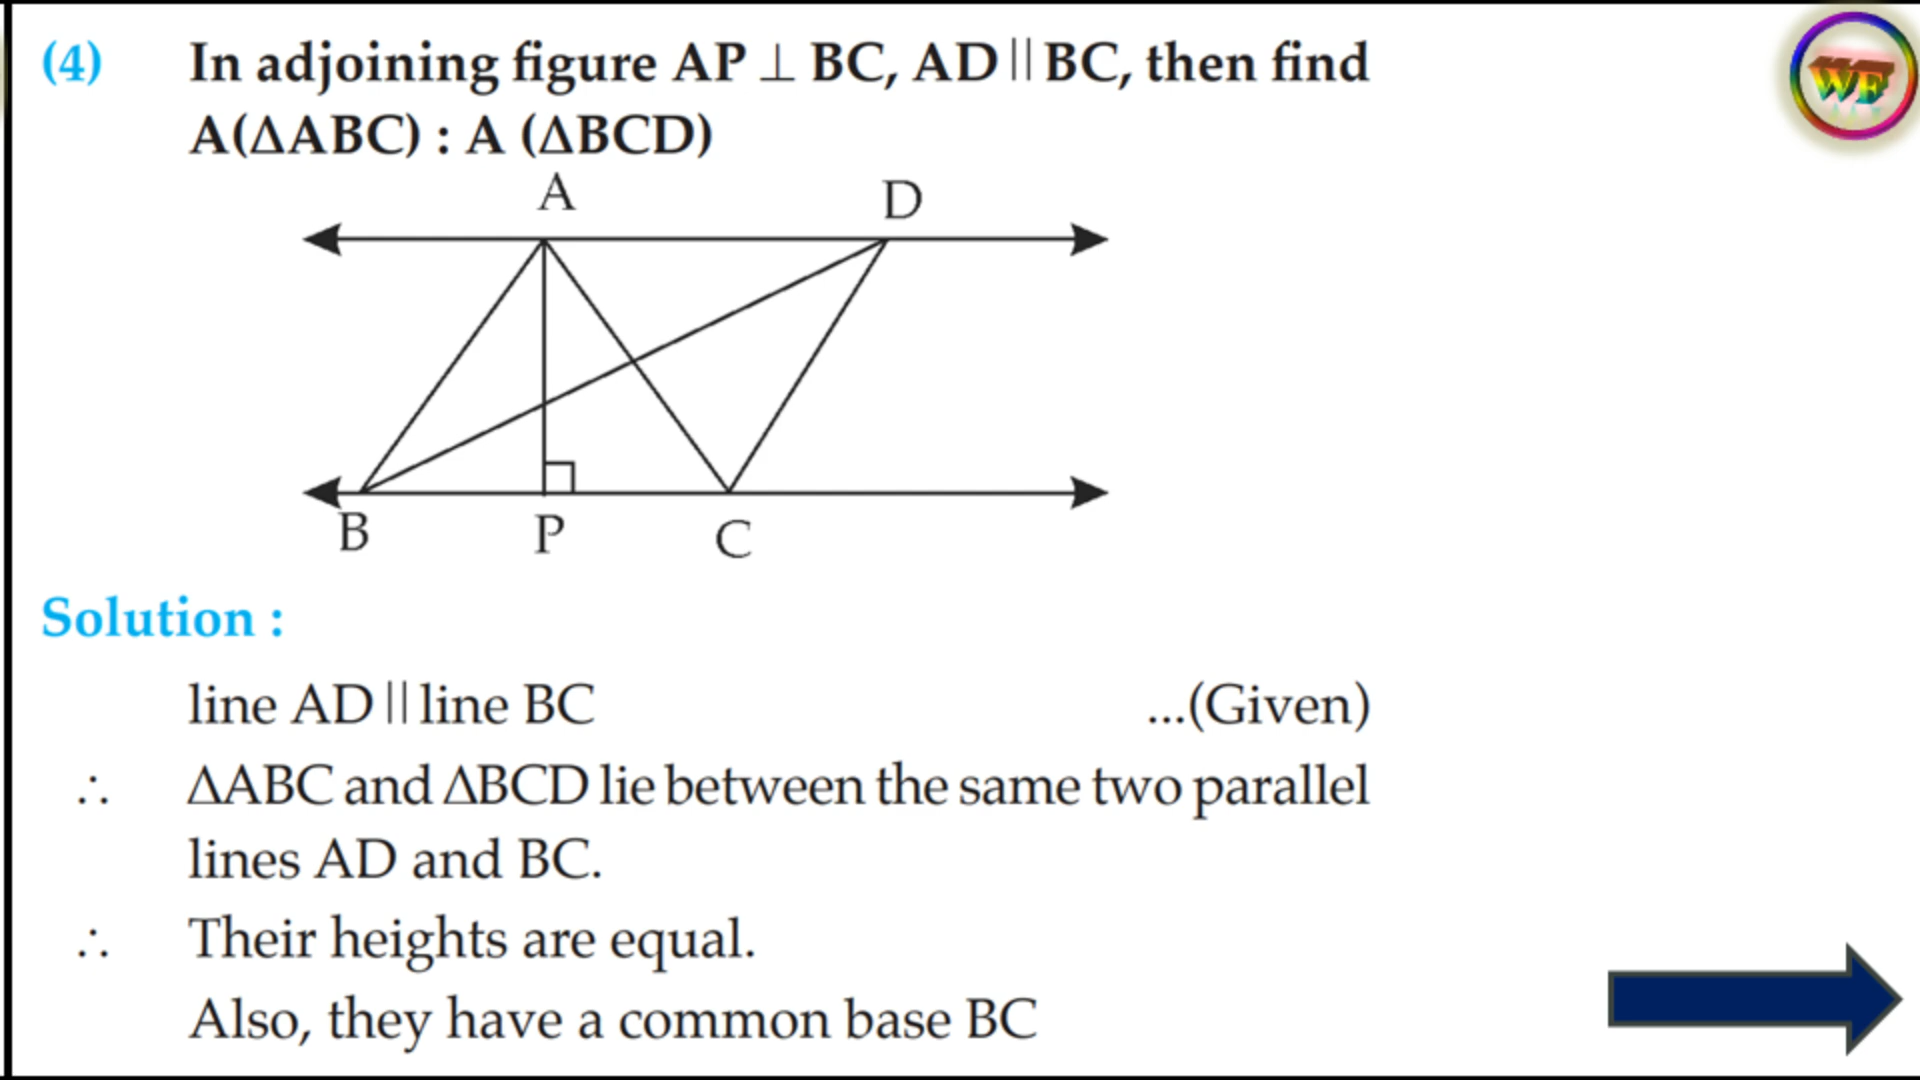 (4) In adjoining figure AP ⊥ BC, AD || BC, then find
A(ΔABC) : A (ΔBCD)
A D
B P C
Solution :
line AD || line BC ...(Given)
∴ ΔABC and ΔBCD lie between the same two parallel
lines AD and BC.
∴ Their heights are equal.
Also, they have a common base BC
WF